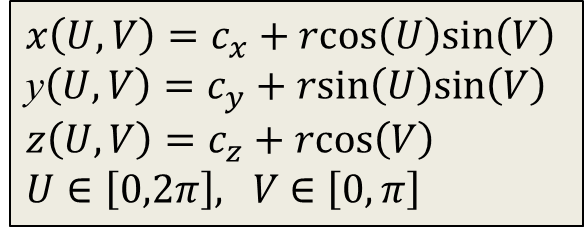 x(U,V) = c_x + rcos(U)sin(V)
y(U,V) = c_y + rsin(U)sin(V)
z(U,V) = c_z + rcos(V)
U ∈ [0,2π], V ∈ [0,π]